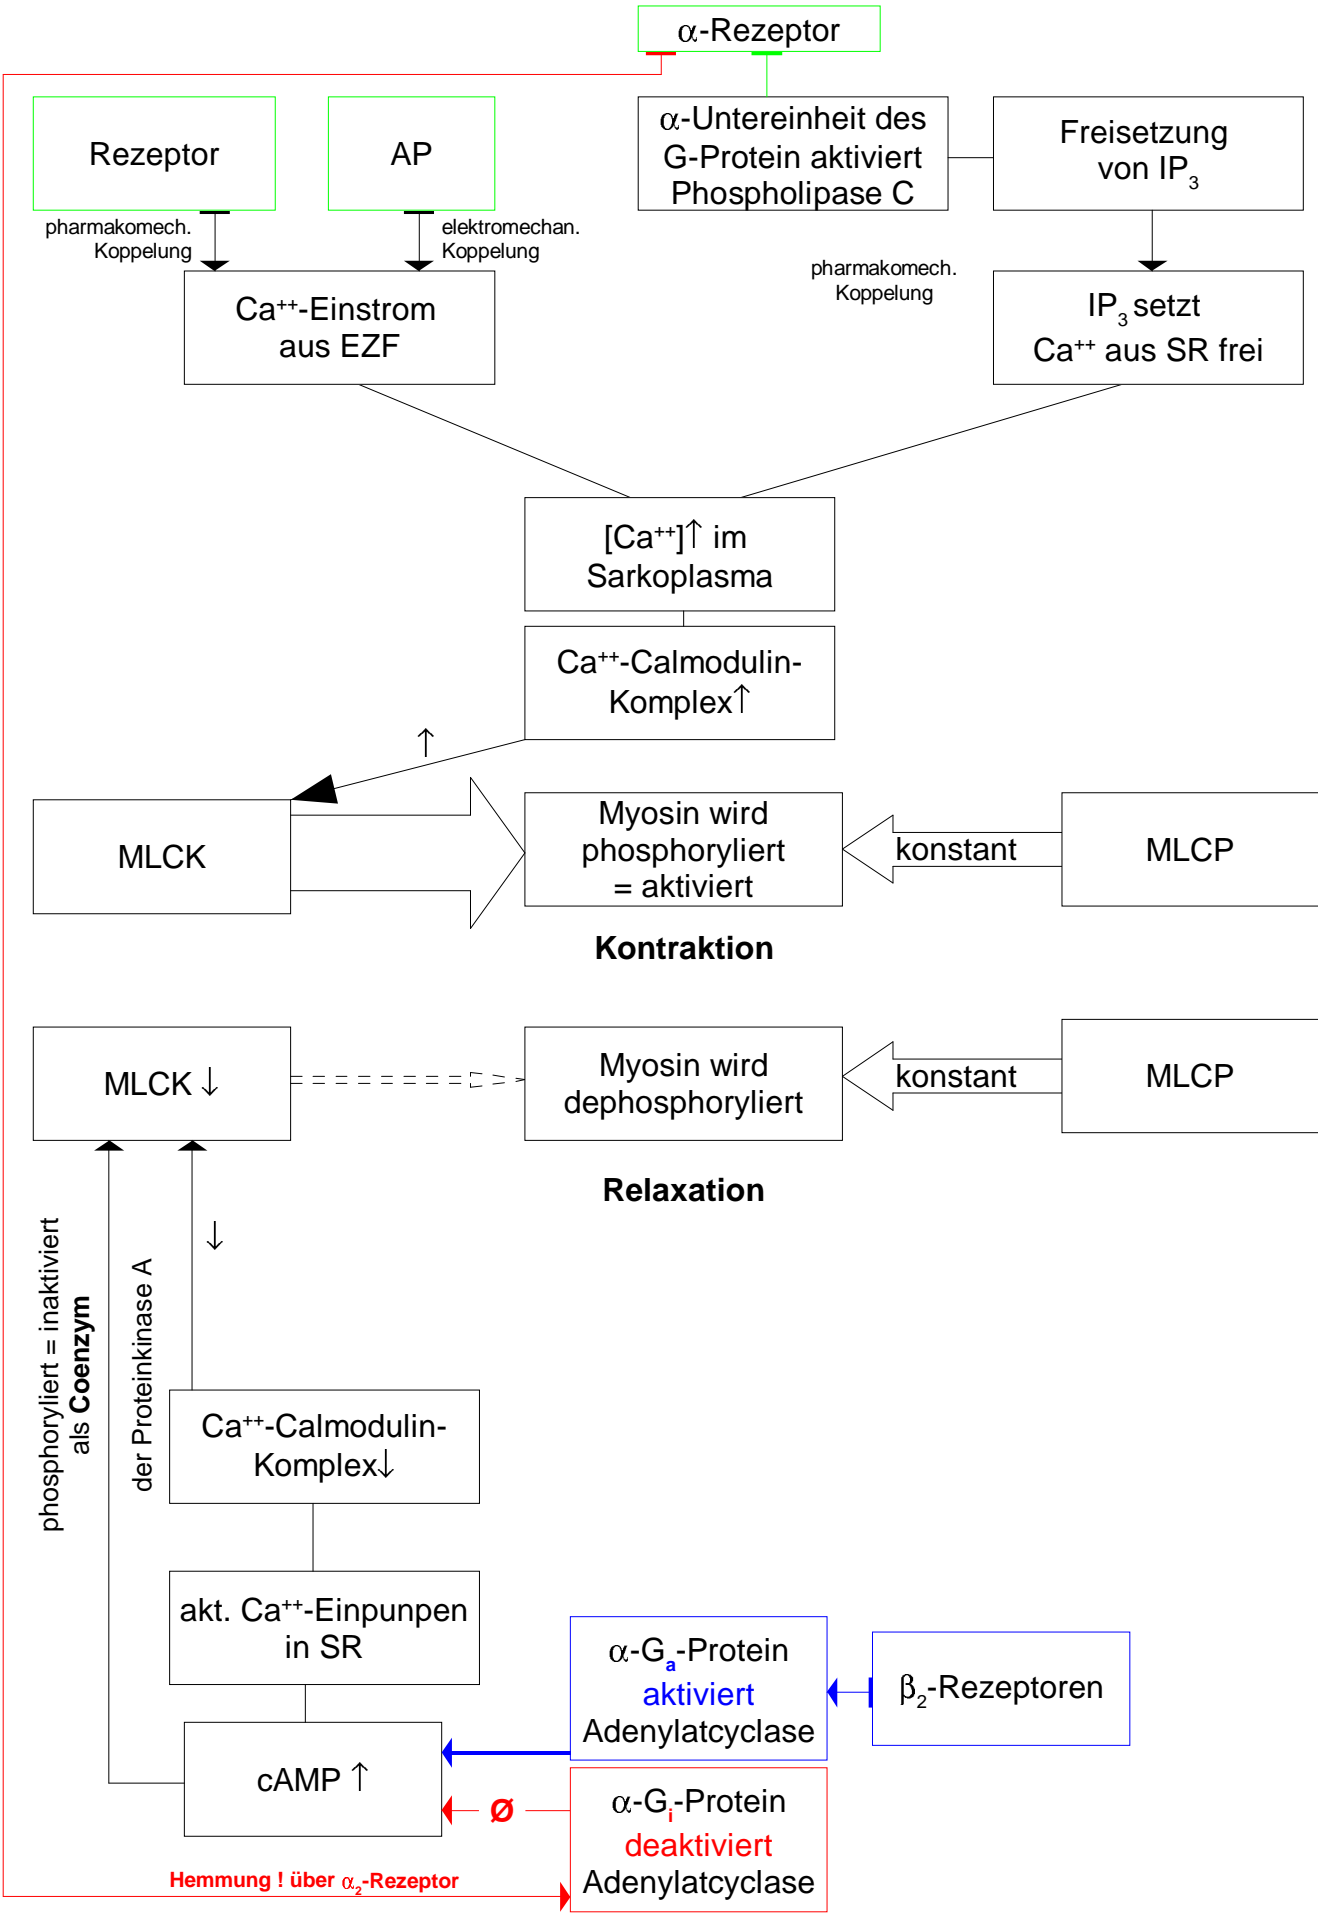 α-Rezeptor
Rezeptor
AP
α-Untereinheit des
G-Protein aktiviert
Phospholipase C
Freisetzung
von IP₃
pharmakomech.
Koppelung
elektromechan.
Koppelung
pharmakomech.
Koppelung
Ca⁺⁺-Einstrom
aus EZF
IP₃ setzt
Ca⁺⁺ aus SR frei
[Ca⁺⁺]↑ im
Sarkoplasma
Ca⁺⁺-Calmodulin-
Komplex↑
↑
MLCK
Myosin wird
phosphoryliert
= aktiviert
konstant
MLCP
Kontraktion
MLCK ↓
Myosin wird
dephosphoryliert
konstant
MLCP
Relaxation
↓
phosphoryliert = inaktiviert
als Coenzym
der Proteinkinase A
Ca⁺⁺-Calmodulin-
Komplex↓
akt. Ca⁺⁺-Einpunpen
in SR
α-Gₐ-Protein
aktiviert
Adenylatcyclase
β₂-Rezeptoren
cAMP ↑
Ø
α-Gᵢ-Protein
deaktiviert
Adenylatcyclase
Hemmung ! über α₂-Rezeptor